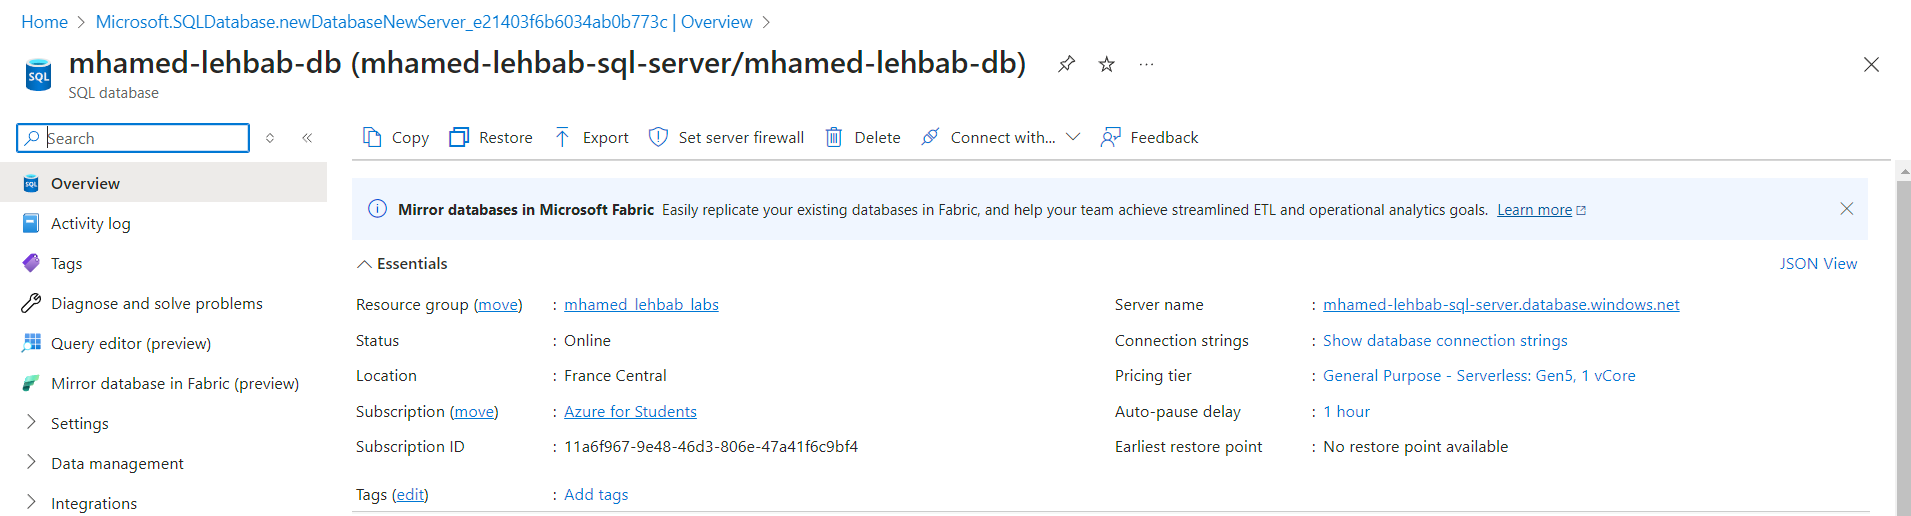 Home > Microsoft.SQLDatabase.newDatabaseNewServer_e21403f6b6034ab0b773c | Overview >
mhamed-lehbab-db (mhamed-lehbab-sql-server/mhamed-lehbab-db) ...
SQL
SQL database
Search
Copy Restore Export Set server firewall Delete Connect with... Feedback
SQL Overview
Mirror databases in Microsoft Fabric Easily replicate your existing databases in Fabric, and help your team achieve streamlined ETL and operational analytics goals. Learn more
Activity log
Tags
Diagnose and solve problems
Query editor (preview)
Mirror database in Fabric (preview)
Settings
Data management
Integrations
Essentials JSON View
Resource group (move) : mhamed_lehbab_labs
Status : Online
Location : France Central
Subscription (move) : Azure for Students
Subscription ID : 11a6f967-9e48-46d3-806e-47a41f6c9bf4
Tags (edit) : Add tags
Server name : mhamed-lehbab-sql-server.database.windows.net
Connection strings : Show database connection strings
Pricing tier : General Purpose - Serverless: Gen5, 1 vCore
Auto-pause delay : 1 hour
Earliest restore point : No restore point available